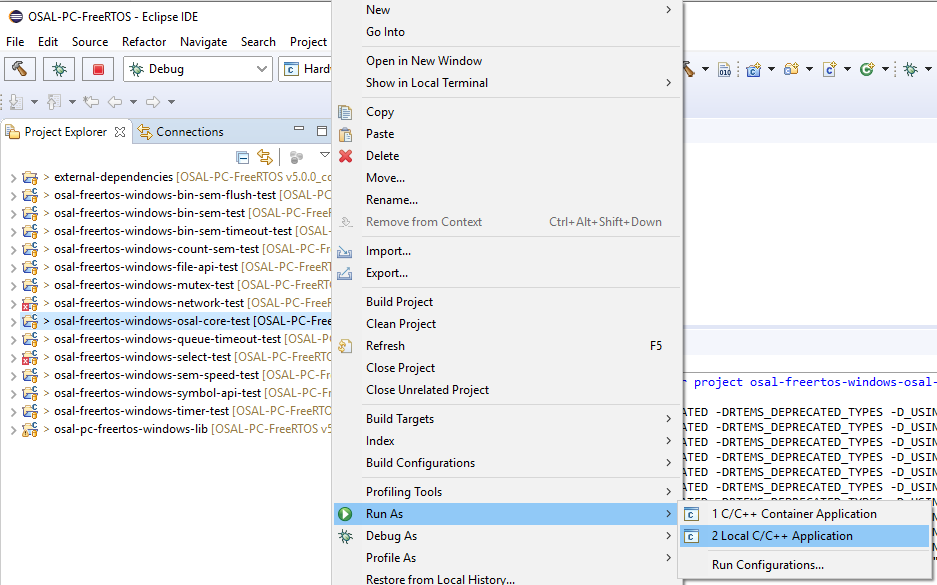 OSAL-PC-FreeRTOS - Eclipse IDE
File Edit Source Refactor Navigate Search Project
Debug
Hard
Project Explorer
Connections
> external-dependencies [OSAL-PC-FreeRTOS v5.0.0_cc
> osal-freertos-windows-bin-sem-flush-test [OSAL-PC
> osal-freertos-windows-bin-sem-test [OSAL-PC-FreeR
> osal-freertos-windows-bin-sem-timeout-test [OSAL
> osal-freertos-windows-count-sem-test [OSAL-PC-Fr
> osal-freertos-windows-file-api-test [OSAL-PC-FreeRT
> osal-freertos-windows-mutex-test [OSAL-PC-FreeRT
> osal-freertos-windows-network-test [OSAL-PC-Free
> osal-freertos-windows-osal-core-test [OSAL-PC-Free
> osal-freertos-windows-queue-timeout-test [OSAL-P
> osal-freertos-windows-select-test [OSAL-PC-FreeRT
> osal-freertos-windows-sem-speed-test [OSAL-PC-Fr
> osal-freertos-windows-symbol-api-test [OSAL-PC-Fr
> osal-freertos-windows-timer-test [OSAL-PC-FreeRTO
> osal-pc-freertos-windows-lib [OSAL-PC-FreeRTOS v5
New
Go Into
Open in New Window
Show in Local Terminal
Copy
Paste
Delete
Move...
Rename...
Remove from Context Ctrl+Alt+Shift+Down
Import...
Export...
Build Project
Clean Project
Refresh F5
Close Project
Close Unrelated Project
Build Targets
Index
Build Configurations
Profiling Tools
Run As
Debug As
Profile As
Restore from Local History...
1 C/C++ Container Application
2 Local C/C++ Application
Run Configurations...
010
r project osal-freertos-windows-osal-
ATED -DRTEMS_DEPRECATED_TYPES -D_USIN
ATED -DRTEMS_DEPRECATED_TYPES -D_USIN
ATED -DRTEMS_DEPRECATED_TYPES -D_USIN
ATED -DRTEMS_DEPRECATED_TYPES -D_USIN
ATED -DRTEMS_DEPRECATED_TYPES -D_USIN
ATED -DRTEMS_DEPRECATED_TYPES -D_USIN
ATED -DRTEMS_DEPRECATED_TYPES -D_USIN